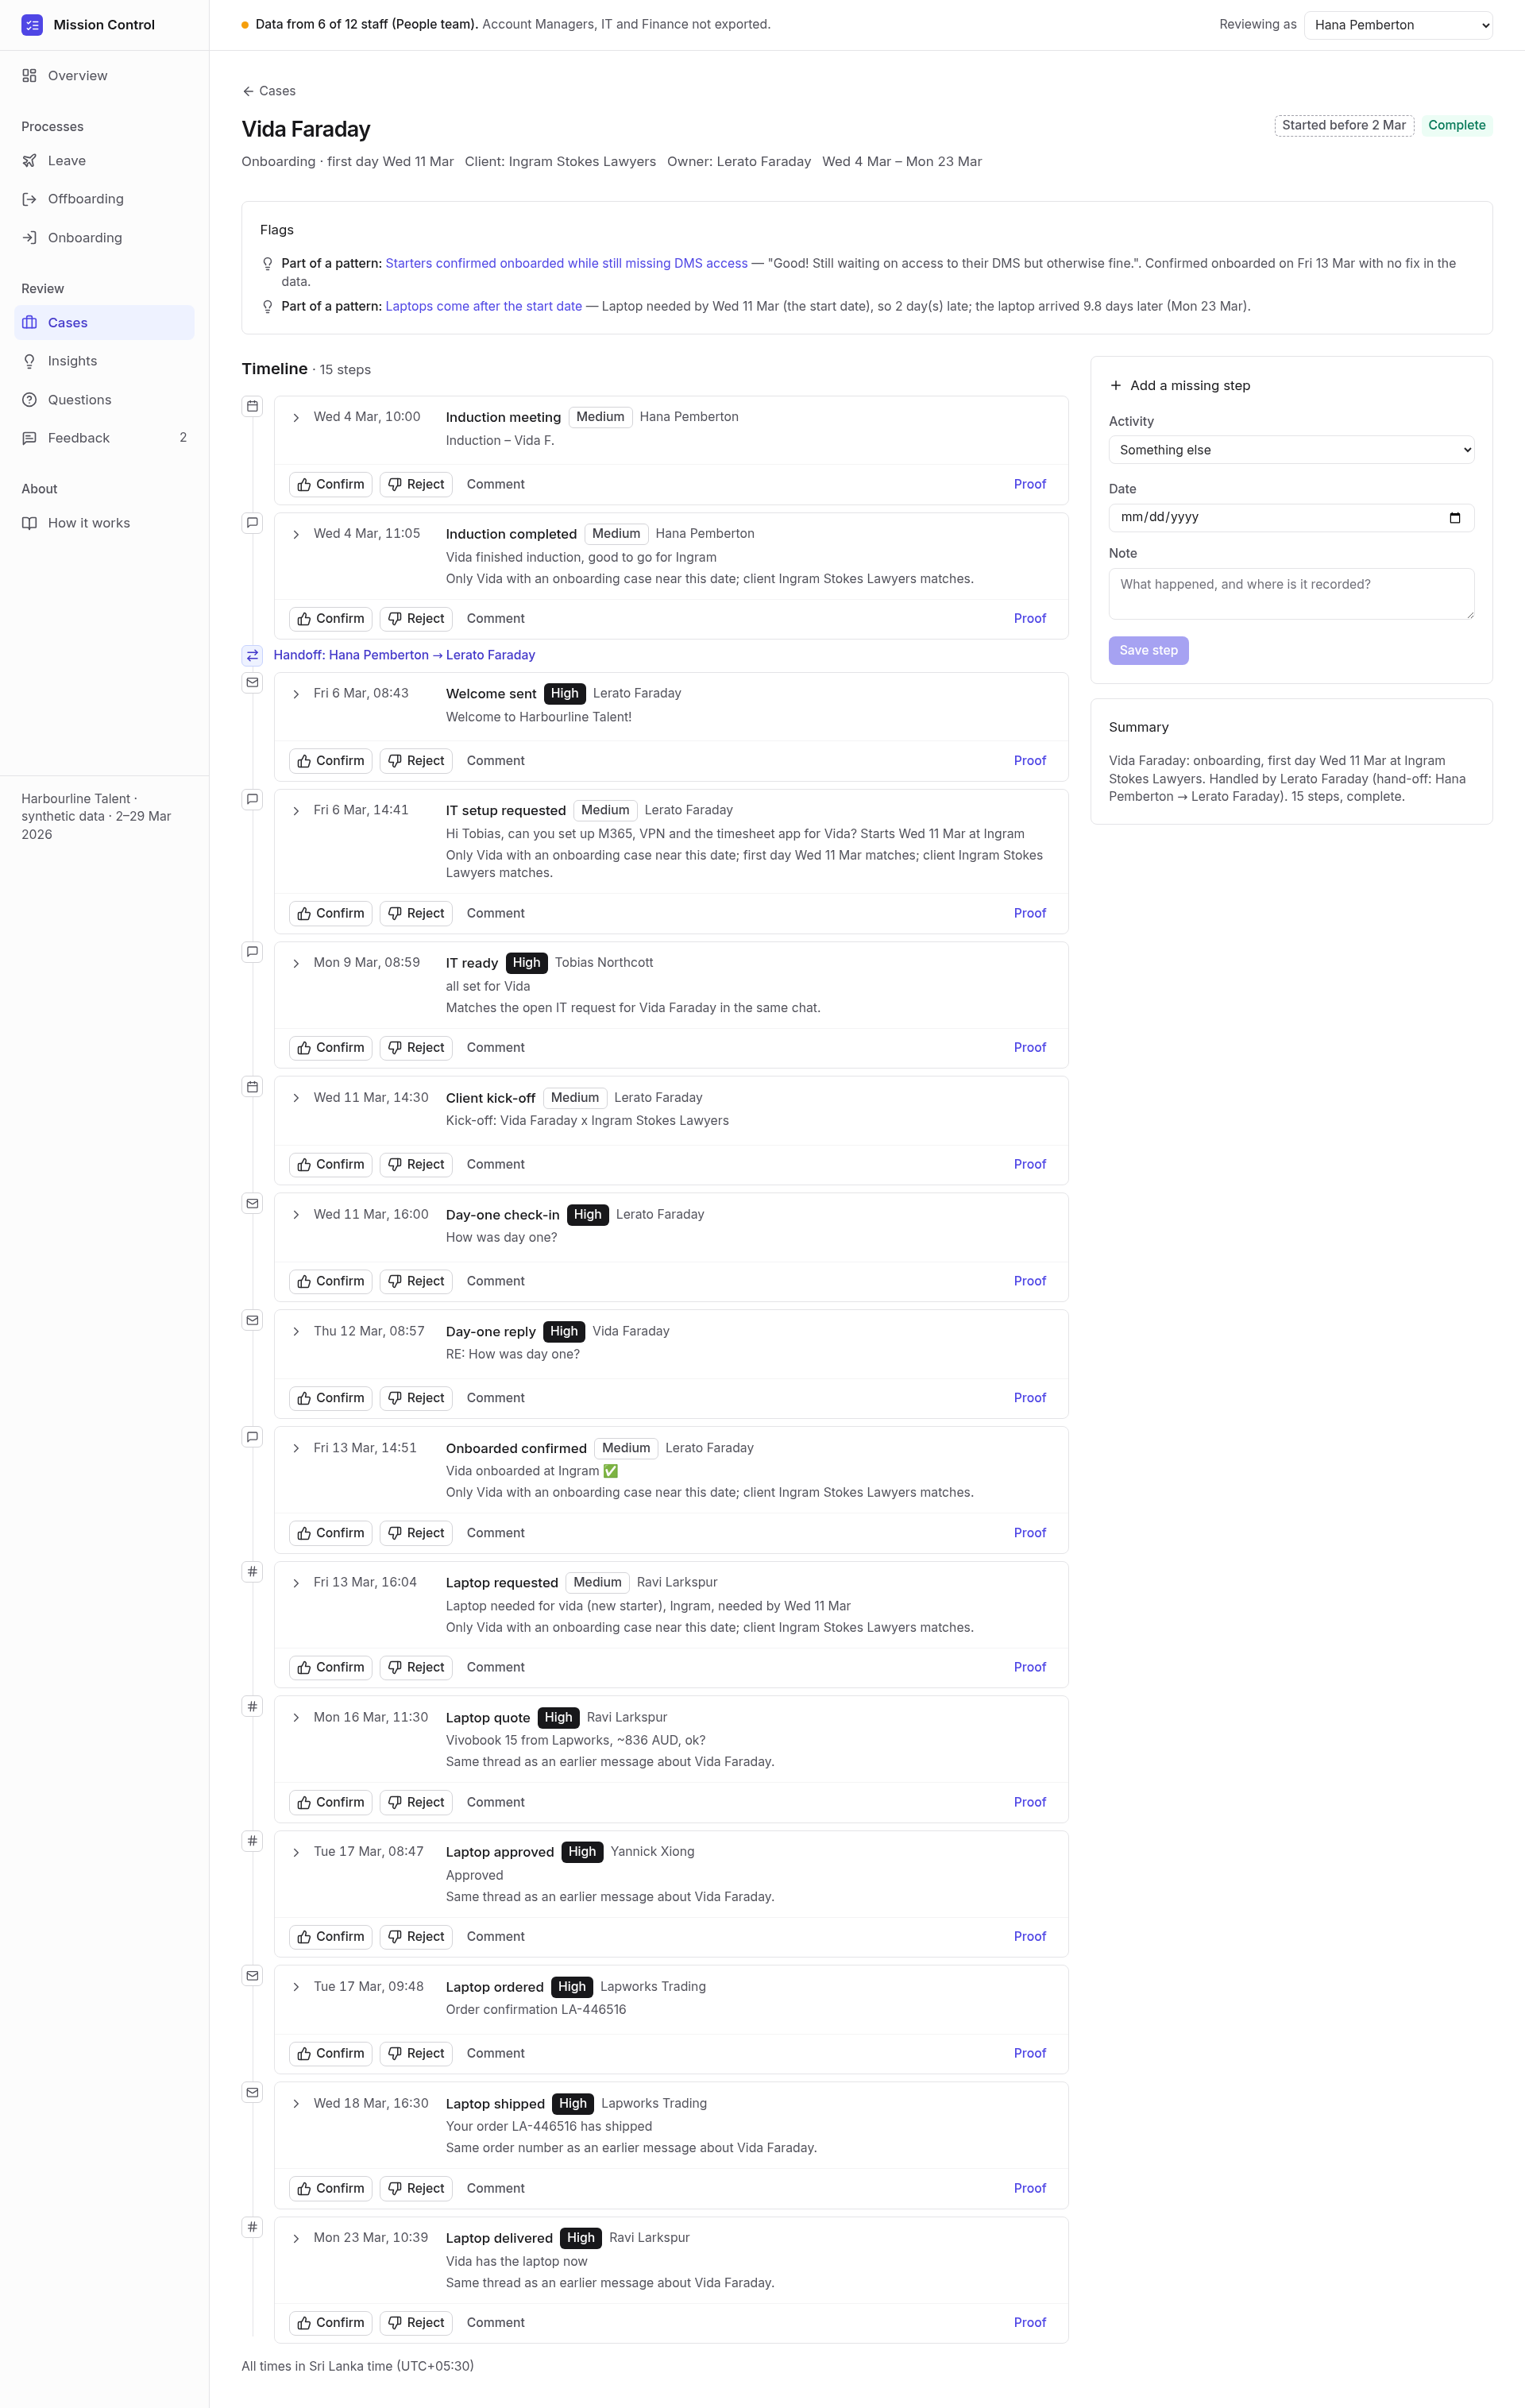 Mission Control
Overview
Processes
Leave
Offboarding
Onboarding
Review
Cases
Insights
Questions
Feedback 2
About
How it works
Harbourline Talent ·
synthetic data · 2–29 Mar
2026
Data from 6 of 12 staff (People team). Account Managers, IT and Finance not exported.
Reviewing as Hana Pemberton
← Cases
Vida Faraday
Started before 2 Mar Complete
Onboarding · first day Wed 11 Mar Client: Ingram Stokes Lawyers Owner: Lerato Faraday Wed 4 Mar – Mon 23 Mar
Flags
Part of a pattern: Starters confirmed onboarded while still missing DMS access — "Good! Still waiting on access to their DMS but otherwise fine.". Confirmed onboarded on Fri 13 Mar with no fix in the
data.
Part of a pattern: Laptops come after the start date — Laptop needed by Wed 11 Mar (the start date), so 2 day(s) late; the laptop arrived 9.8 days later (Mon 23 Mar).
Timeline · 15 steps
Wed 4 Mar, 10:00 Induction meeting Medium Hana Pemberton
Induction – Vida F.
Confirm Reject Comment Proof
Wed 4 Mar, 11:05 Induction completed Medium Hana Pemberton
Vida finished induction, good to go for Ingram
Only Vida with an onboarding case near this date; client Ingram Stokes Lawyers matches.
Confirm Reject Comment Proof
Handoff: Hana Pemberton → Lerato Faraday
Fri 6 Mar, 08:43 Welcome sent High Lerato Faraday
Welcome to Harbourline Talent!
Confirm Reject Comment Proof
Fri 6 Mar, 14:41 IT setup requested Medium Lerato Faraday
Hi Tobias, can you set up M365, VPN and the timesheet app for Vida? Starts Wed 11 Mar at Ingram
Only Vida with an onboarding case near this date; first day Wed 11 Mar matches; client Ingram Stokes
Lawyers matches.
Confirm Reject Comment Proof
Mon 9 Mar, 08:59 IT ready High Tobias Northcott
all set for Vida
Matches the open IT request for Vida Faraday in the same chat.
Confirm Reject Comment Proof
Wed 11 Mar, 14:30 Client kick-off Medium Lerato Faraday
Kick-off: Vida Faraday x Ingram Stokes Lawyers
Confirm Reject Comment Proof
Wed 11 Mar, 16:00 Day-one check-in High Lerato Faraday
How was day one?
Confirm Reject Comment Proof
Thu 12 Mar, 08:57 Day-one reply High Vida Faraday
RE: How was day one?
Confirm Reject Comment Proof
Fri 13 Mar, 14:51 Onboarded confirmed Medium Lerato Faraday
Vida onboarded at Ingram ✅
Only Vida with an onboarding case near this date; client Ingram Stokes Lawyers matches.
Confirm Reject Comment Proof
Fri 13 Mar, 16:04 Laptop requested Medium Ravi Larkspur
Laptop needed for vida (new starter), Ingram, needed by Wed 11 Mar
Only Vida with an onboarding case near this date; client Ingram Stokes Lawyers matches.
Confirm Reject Comment Proof
Mon 16 Mar, 11:30 Laptop quote High Ravi Larkspur
Vivobook 15 from Lapworks, ~836 AUD, ok?
Same thread as an earlier message about Vida Faraday.
Confirm Reject Comment Proof
Tue 17 Mar, 08:47 Laptop approved High Yannick Xiong
Approved
Same thread as an earlier message about Vida Faraday.
Confirm Reject Comment Proof
Tue 17 Mar, 09:48 Laptop ordered High Lapworks Trading
Order confirmation LA-446516
Confirm Reject Comment Proof
Wed 18 Mar, 16:30 Laptop shipped High Lapworks Trading
Your order LA-446516 has shipped
Same order number as an earlier message about Vida Faraday.
Confirm Reject Comment Proof
Mon 23 Mar, 10:39 Laptop delivered High Ravi Larkspur
Vida has the laptop now
Same thread as an earlier message about Vida Faraday.
Confirm Reject Comment Proof
All times in Sri Lanka time (UTC+05:30)
+ Add a missing step
Activity
Something else
Date
mm/dd/yyyy
Note
What happened, and where is it recorded?
Save step
Summary
Vida Faraday: onboarding, first day Wed 11 Mar at Ingram
Stokes Lawyers. Handled by Lerato Faraday (hand-off: Hana
Pemberton → Lerato Faraday). 15 steps, complete.